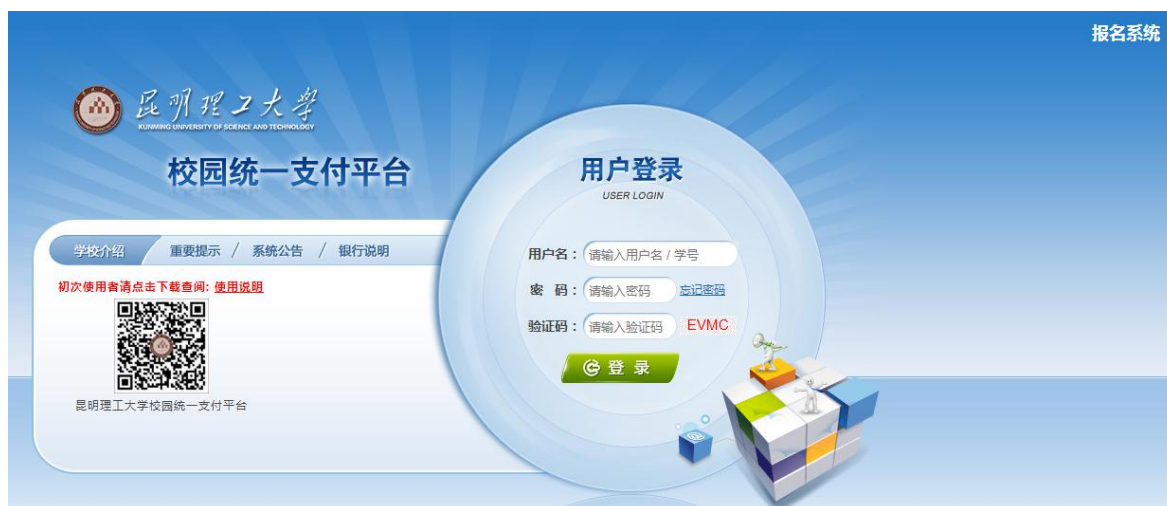 报名系统
昆明理工大学
KUNMING UNIVERSITY OF SCIENCE AND TECHNOLOGY
校园统一支付平台
学校介绍 / 重要提示 / 系统公告 / 银行说明
初次使用者请点击下载查阅: 使用说明
昆明理工大学校园统一支付平台
用户登录
USER LOGIN
用户名： 请输入用户名 / 学号
密 码： 请输入密码 忘记密码
验证码： 请输入验证码 EVMC
登 录